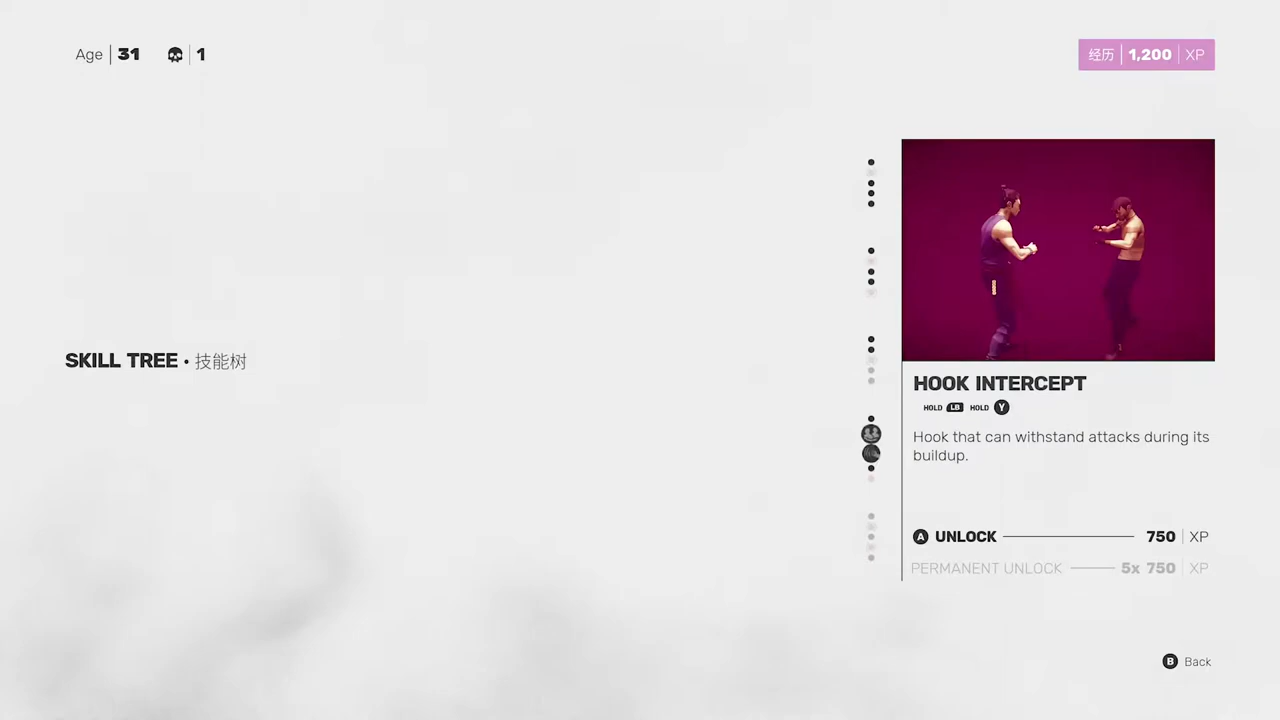 Age 31 1
经历 1,200 XP
SKILL TREE • 技能树
HOOK INTERCEPT
HOLD LB HOLD Y
Hook that can withstand attacks during its
buildup.
A UNLOCK 750 XP
PERMANENT UNLOCK 5x 750 XP
B Back